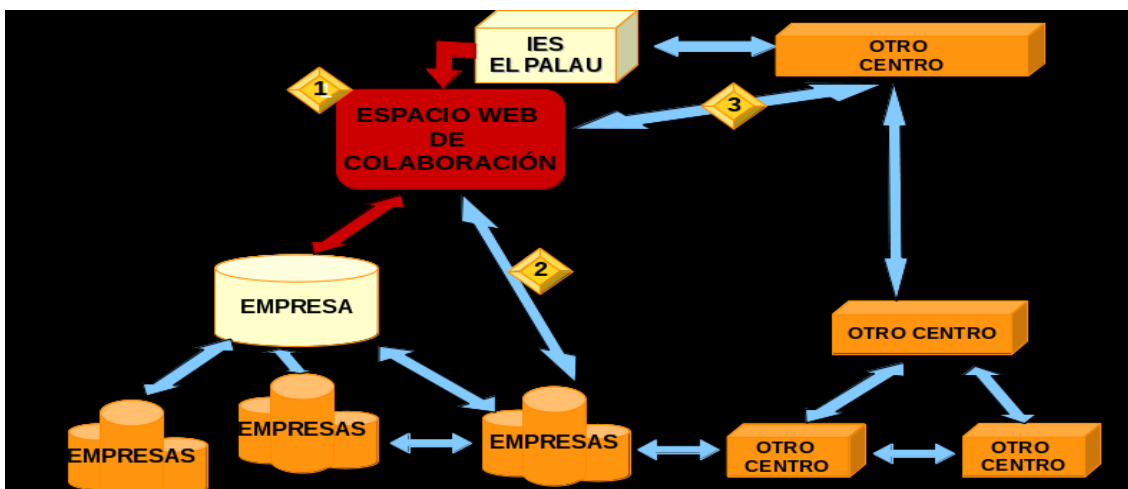 IES
EL PALAU
OTRO
CENTRO
1
ESPACIO WEB
DE
COLABORACIÓN
3
2
EMPRESA
OTRO CENTRO
EMPRESAS
EMPRESAS
EMPRESAS
OTRO
CENTRO
OTRO
CENTRO